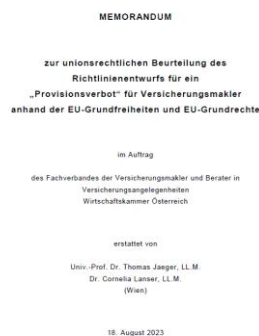 MEMORANDUM
zur unionsrechtlichen Beurteilung des
Richtlinienentwurfs für ein
„Provisionsverbot“ für Versicherungsmakler
anhand der EU-Grundfreiheiten und EU-Grundrechte
im Auftrag
des Fachverbandes der Versicherungsmakler und Berater in
Versicherungsangelegenheiten
Wirtschaftskammer Österreich
erstattet von
Univ.-Prof. Dr. Thomas Jaeger, LL.M.
Dr. Cornelia Lanser, LL.M.
(Wien)
18. August 2023